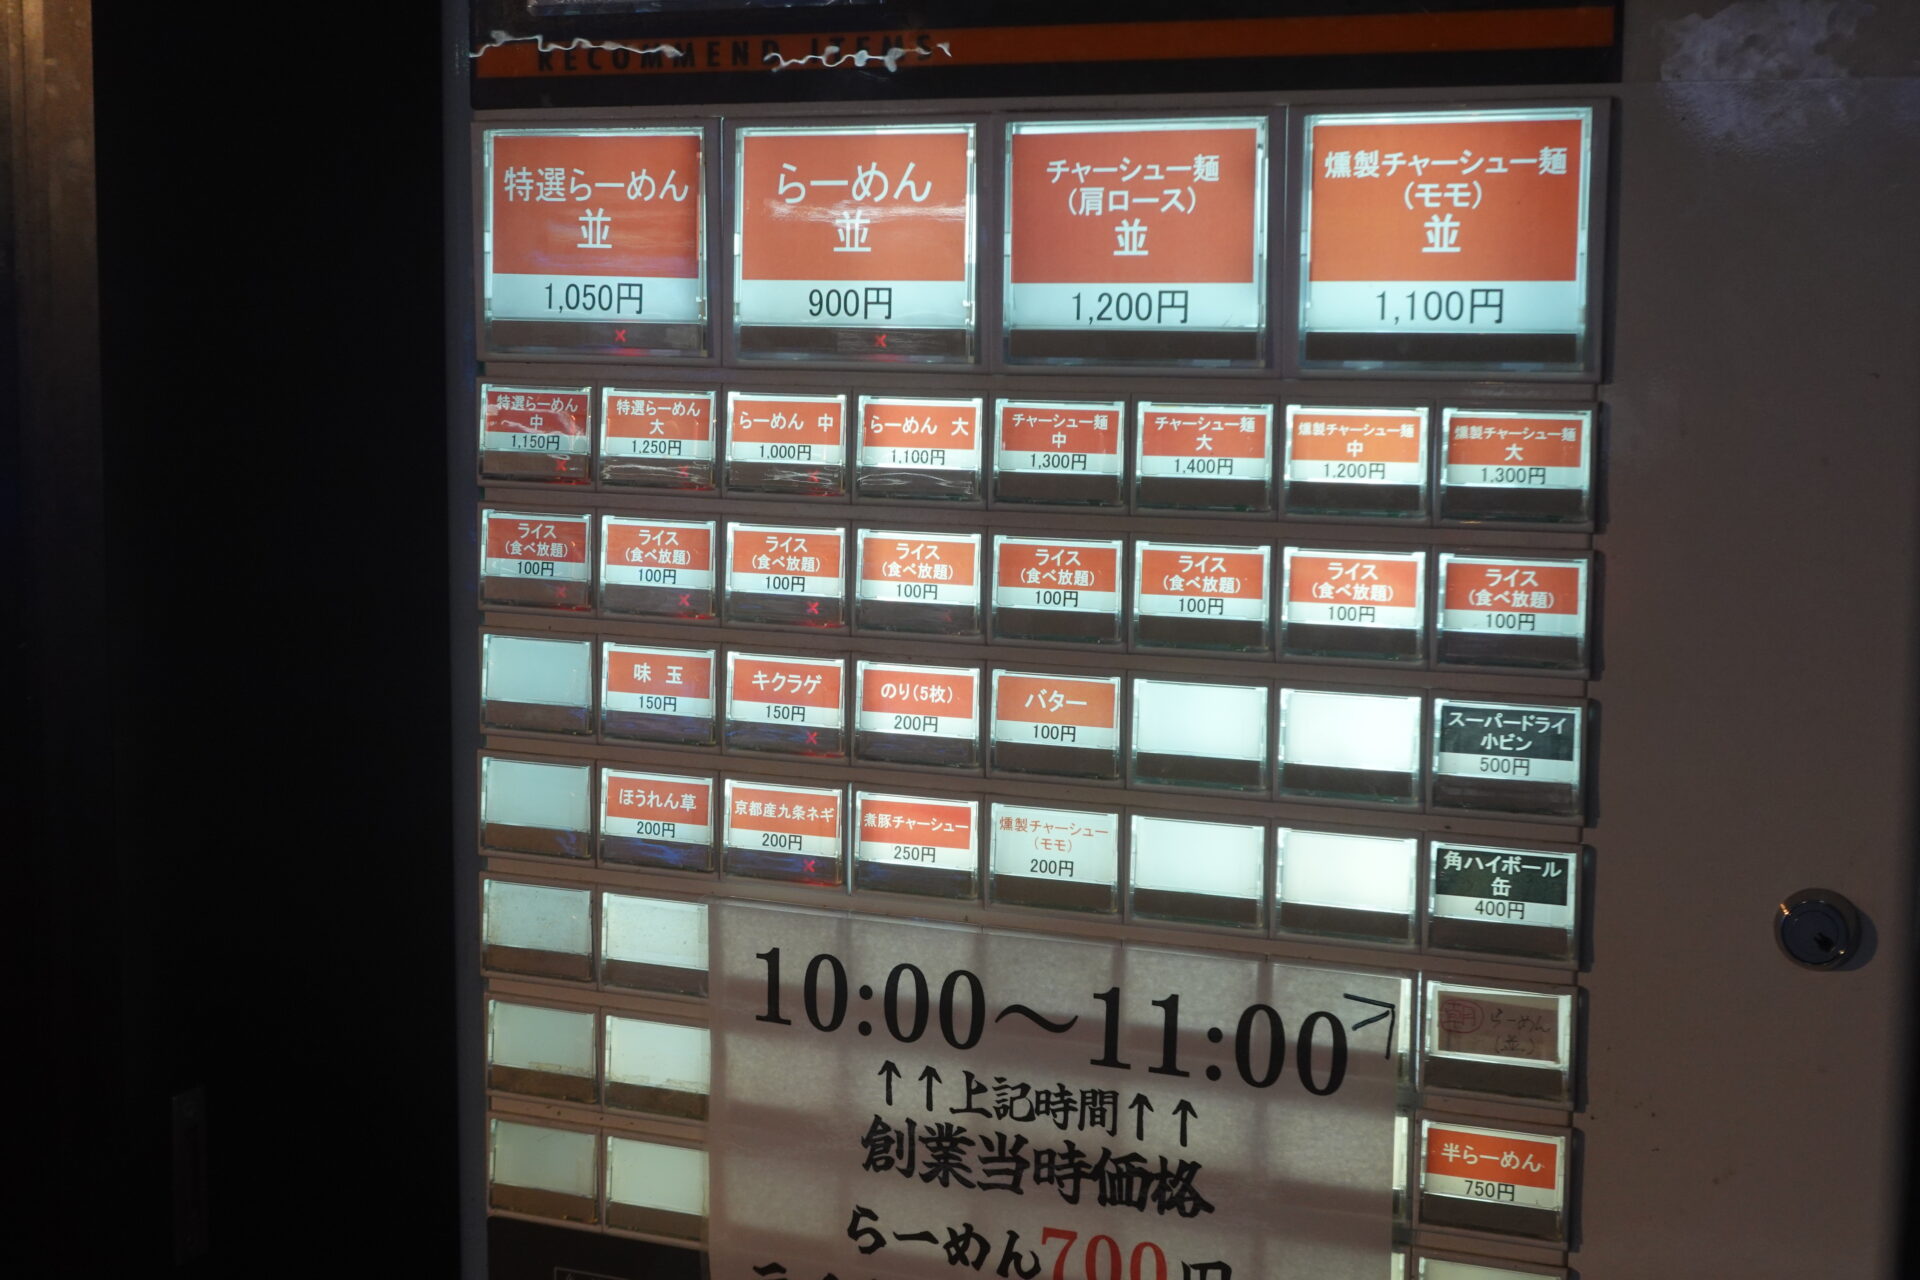 RECOMMEND ITEMS
特選らーめん
並
1,050円
らーめん
並
900円
チャーシュー麺
(肩ロース)
並
1,200円
燻製チャーシュー麺
(モモ)
並
1,100円
特選らーめん
中
1,150円
特選らーめん
大
1,250円
らーめん 中
1,000円
らーめん 大
1,100円
チャーシュー麺
中
1,300円
チャーシュー麺
大
1,400円
燻製チャーシュー麺
中
1,200円
燻製チャーシュー麺
大
1,300円
ライス
(食べ放題)
100円
ライス
(食べ放題)
100円
ライス
(食べ放題)
100円
ライス
(食べ放題)
100円
ライス
(食べ放題)
100円
ライス
(食べ放題)
100円
ライス
(食べ放題)
100円
ライス
(食べ放題)
100円
味玉
150円
キクラゲ
150円
のり(5枚)
200円
バター
100円
スーパードライ
小ビン
500円
ほうれん草
200円
京都産九条ネギ
200円
煮豚チャーシュー
250円
燻製チャーシュー
(モモ)
200円
角ハイボール
缶
400円
10:00～11:00
↑↑上記時間↑↑
創業当時価格
らーめん700円
らーめん
(並)
半らーめん
750円